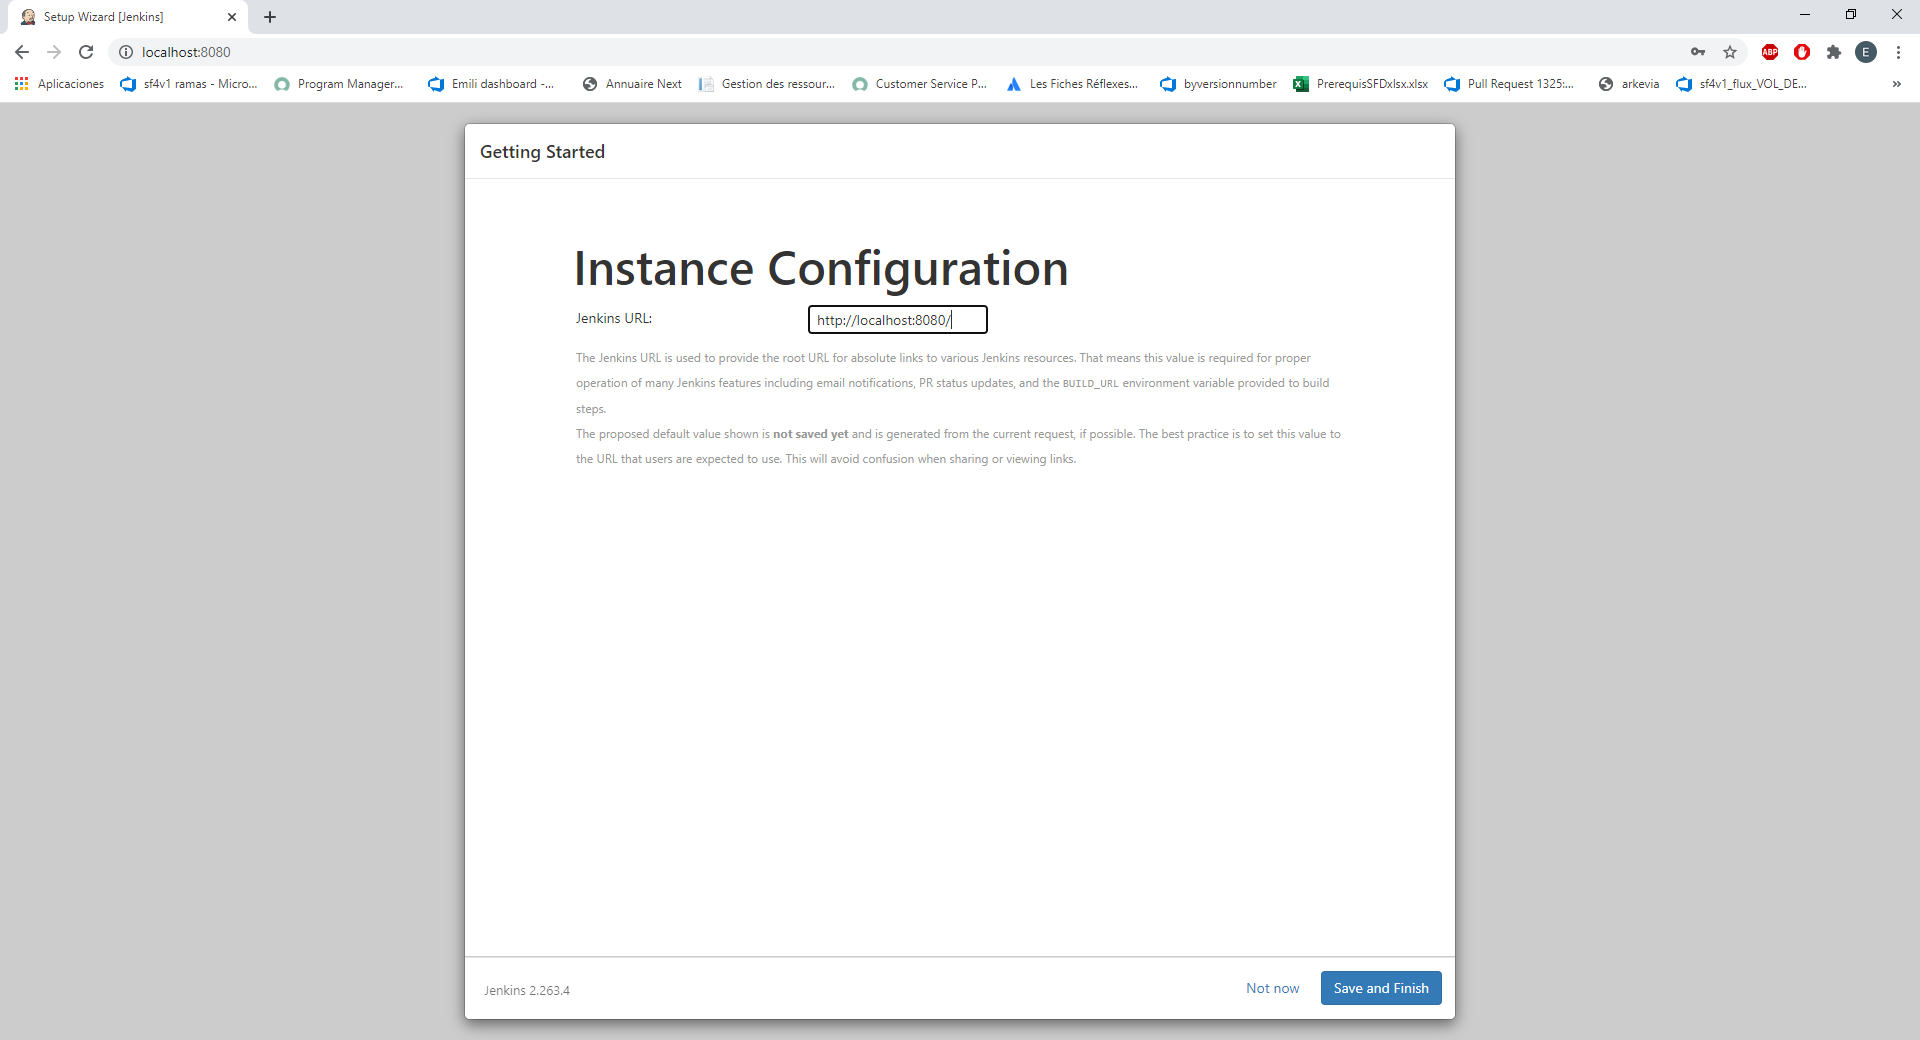 Setup Wizard [Jenkins]
localhost:8080
ABP
E
Aplicaciones
sf4v1 ramas - Micro...
Program Manager...
Emili dashboard -...
Annuaire Next
Gestion des ressour...
Customer Service P...
Les Fiches Réflexes...
byversionnumber
PrerequisSFDxlsx.xlsx
Pull Request 1325:...
arkevia
sf4v1_flux_VOL_DE...
Getting Started
Instance Configuration
Jenkins URL: http://localhost:8080/
The Jenkins URL is used to provide the root URL for absolute links to various Jenkins resources. That means this value is required for proper
operation of many Jenkins features including email notifications, PR status updates, and the BUILD_URL environment variable provided to build
steps.
The proposed default value shown is not saved yet and is generated from the current request, if possible. The best practice is to set this value to
the URL that users are expected to use. This will avoid confusion when sharing or viewing links.
Jenkins 2.263.4
Not now
Save and Finish